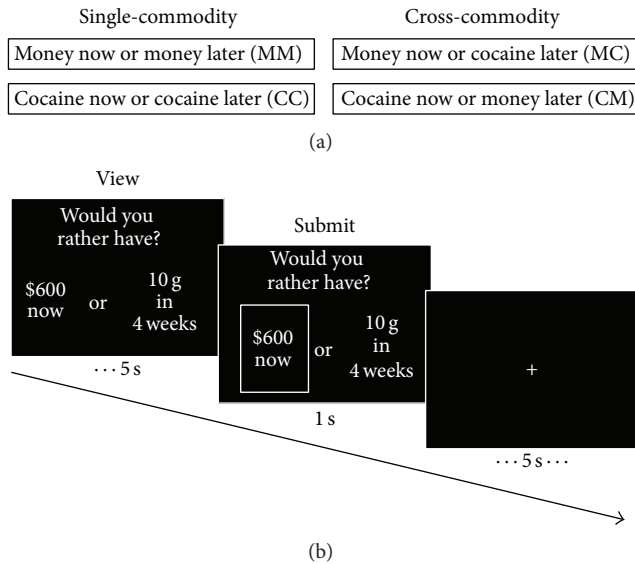 Single-commodity
Cross-commodity
Money now or money later (MM)
Money now or cocaine later (MC)
Cocaine now or cocaine later (CC)
Cocaine now or money later (CM)
(a)
View
Would you
rather have?
$600
now
or
10 g
in
4 weeks
··· 5 s
Submit
Would you
rather have?
$600
now
or
10 g
in
4 weeks
1 s
+
··· 5 s ···
(b)